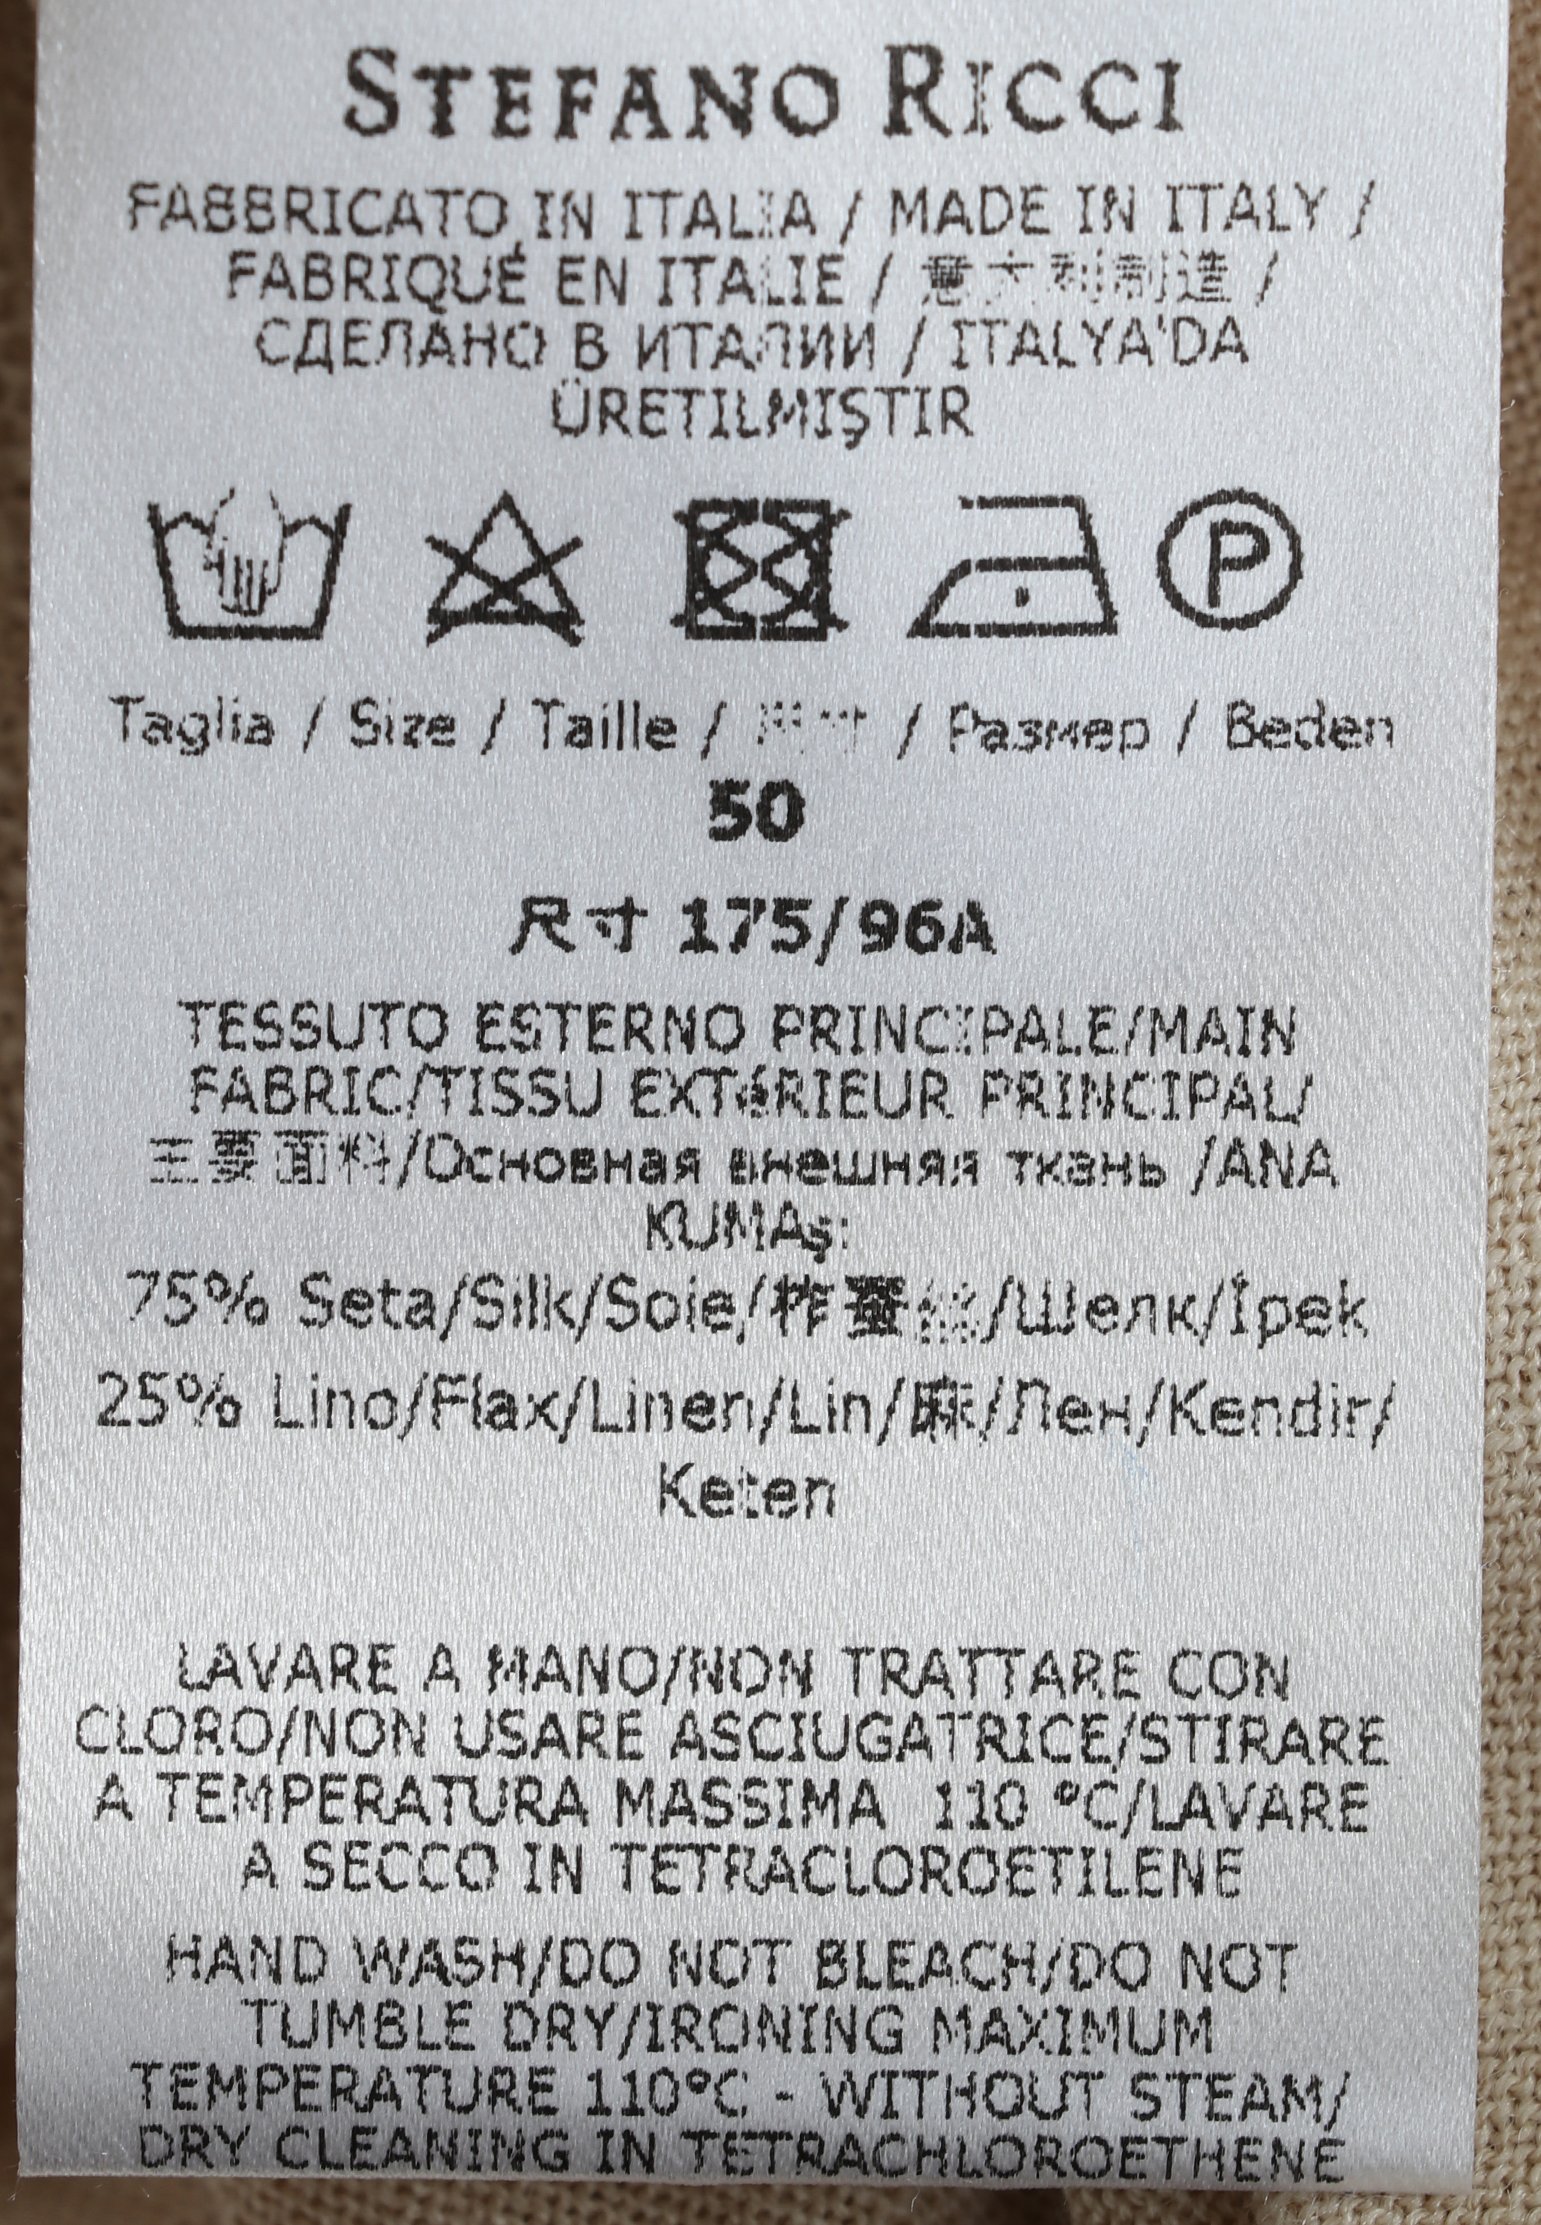 STEFANO RICCI
FABBRICATO IN ITALIA / MADE IN ITALY /
FABRIQUÉ EN ITALIE / 意大利制造 /
СДЕЛАНО В ИТАЛИИ / ITALYA'DA
ÜRETILMIŞTIR
P
Taglia / Size / Taille / 尺寸 / Размер / Beden
50
尺寸 175/96A
TESSUTO ESTERNO PRINCIPALE/MAIN
FABRIC/TISSU EXTéRIEUR PRINCIPAL/
主要面料/Основная внешняя ткань /ANA
KUMAş:
75% Seta/Silk/Soie/桑蚕丝/Шелк/İpek
25% Lino/Flax/Linen/Lin/麻/Лен/Kendir/
Keten
LAVARE A MANO/NON TRATTARE CON
CLORO/NON USARE ASCIUGATRICE/STIRARE
A TEMPERATURA MASSIMA 110 °C/LAVARE
A SECCO IN TETRACLOROETILENE
HAND WASH/DO NOT BLEACH/DO NOT
TUMBLE DRY/IRONING MAXIMUM
TEMPERATURE 110°C - WITHOUT STEAM/
DRY CLEANING IN TETRACHLOROETHENE